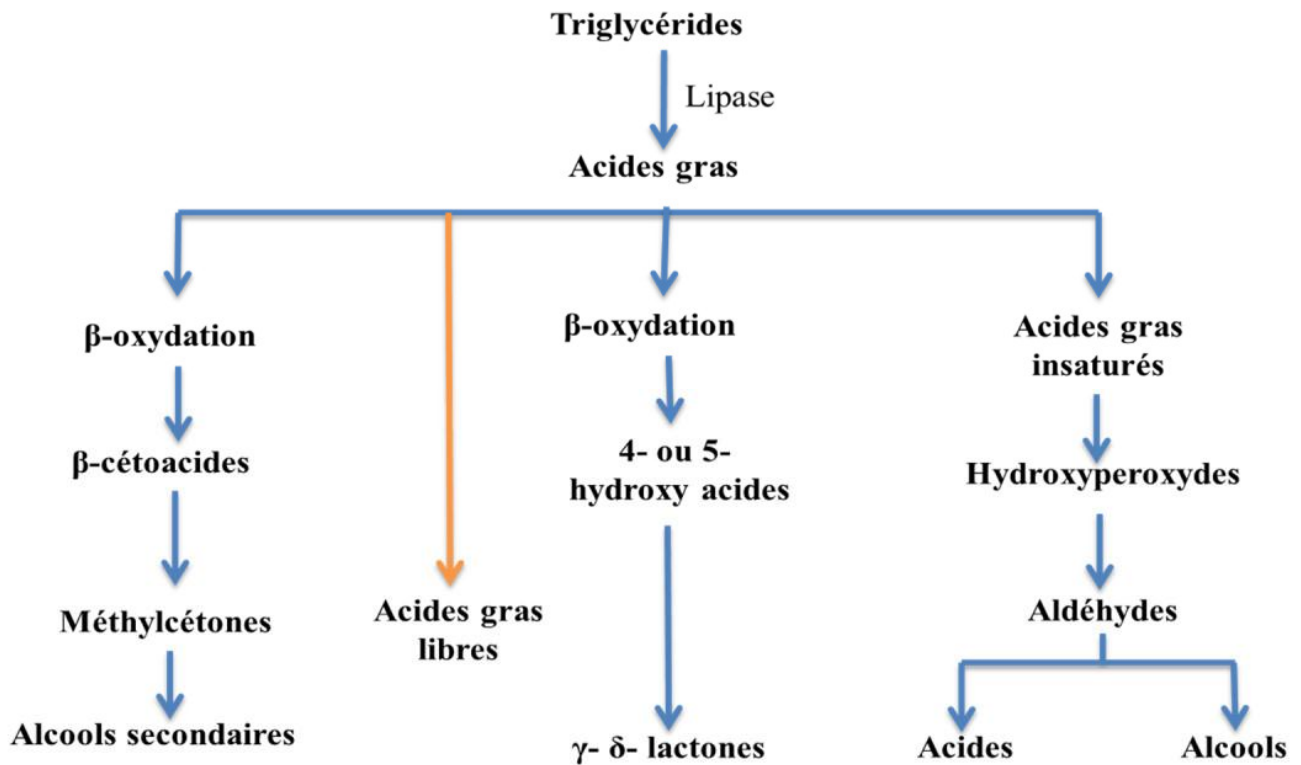 Triglycérides
Lipase
Acides gras
β-oxydation
β-cétoacides
Méthylcétones
Alcools secondaires
Acides gras
libres
β-oxydation
4- ou 5-
hydroxy acides
γ- δ- lactones
Acides gras
insaturés
Hydroxyperoxydes
Aldéhydes
Acides
Alcools